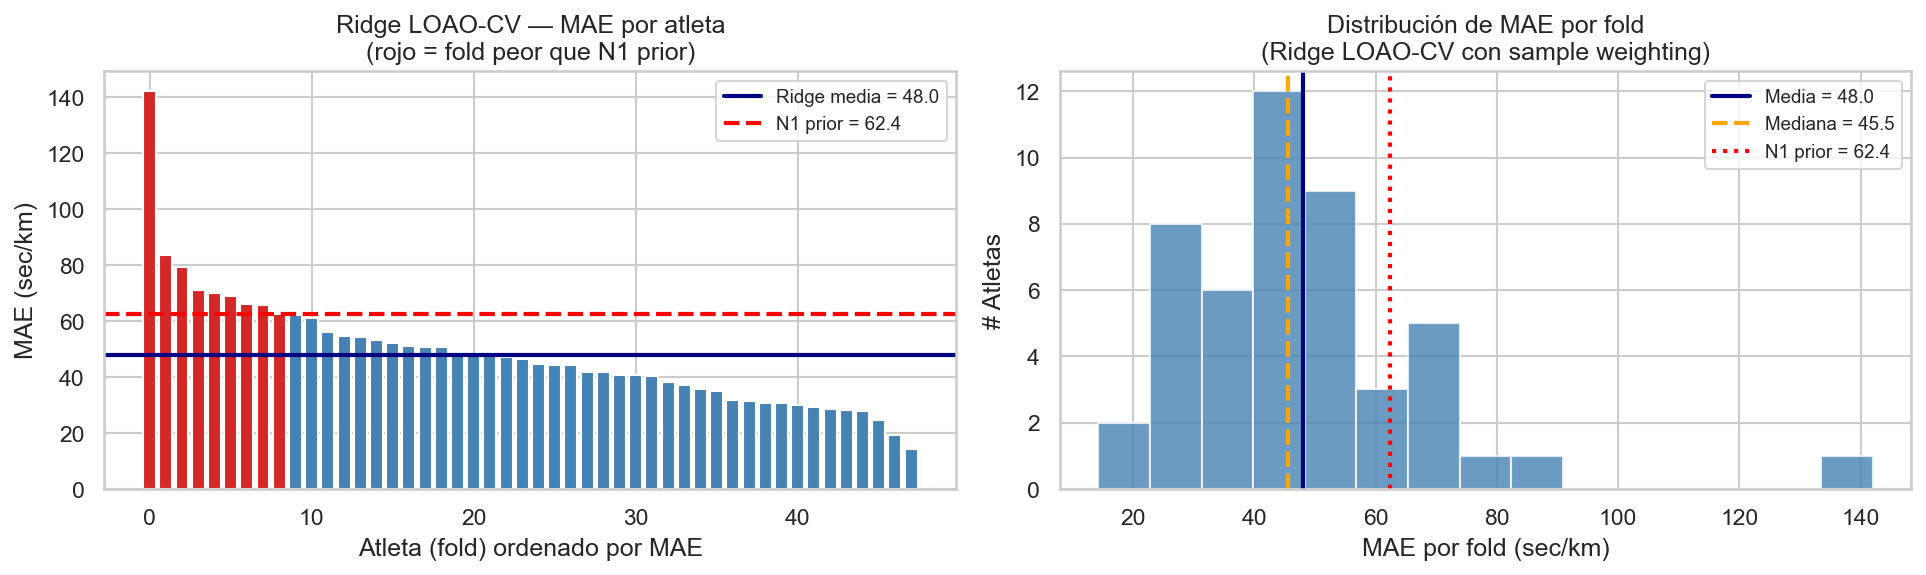 Ridge LOAO-CV — MAE por atleta
(rojo = fold peor que N1 prior)
MAE (sec/km)
140
120
100
80
60
40
20
0
Ridge media = 48.0
N1 prior = 62.4
0
10
20
30
40
Atleta (fold) ordenado por MAE
Distribución de MAE por fold
(Ridge LOAO-CV con sample weighting)
# Atletas
12
10
8
6
4
2
0
Media = 48.0
Mediana = 45.5
N1 prior = 62.4
20
40
60
80
100
120
140
MAE por fold (sec/km)